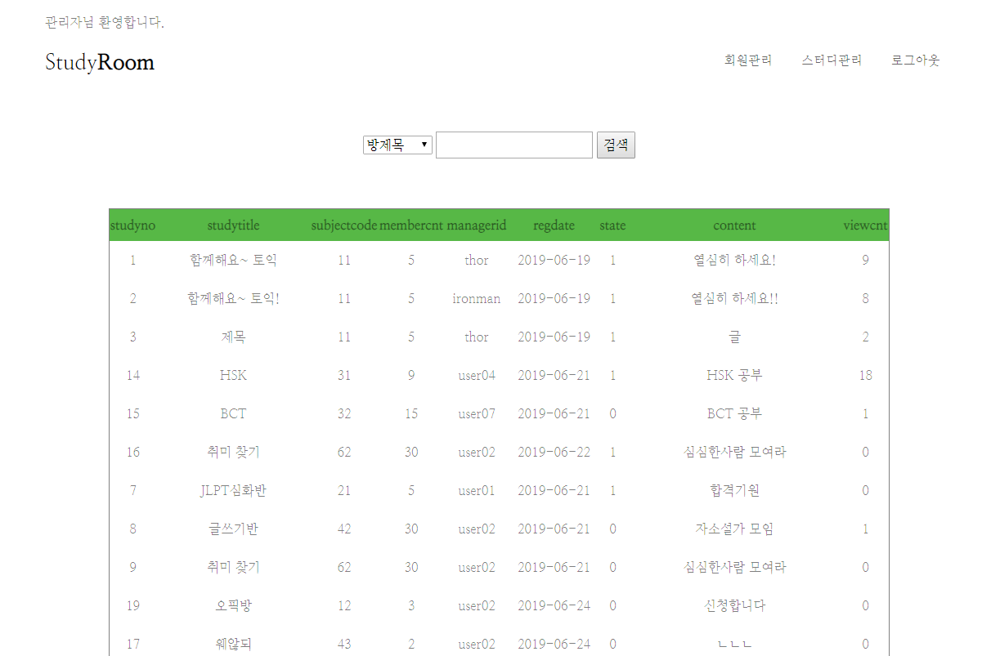 관리자님 환영합니다.
StudyRoom 회원관리 스터디관리 로그아웃
방제목 검색
studyno studytitle subjectcode membercnt managerid regdate state content viewcnt
1 함께해요~ 토익 11 5 thor 2019-06-19 1 열심히 하세요! 9
2 함께해요~ 토익! 11 5 ironman 2019-06-19 1 열심히 하세요!! 8
3 제목 11 5 thor 2019-06-19 1 글 2
14 HSK 31 9 user04 2019-06-21 1 HSK 공부 18
15 BCT 32 15 user07 2019-06-21 0 BCT 공부 1
16 취미 찾기 62 30 user02 2019-06-22 1 심심한사람 모여라 0
7 JLPT심화반 21 5 user01 2019-06-21 1 합격기원 0
8 글쓰기반 42 30 user02 2019-06-21 0 자소설가 모임 1
9 취미 찾기 62 30 user02 2019-06-21 0 심심한사람 모여라 0
19 오픽방 12 3 user02 2019-06-24 0 신청합니다 0
17 웨않되 43 2 user02 2019-06-24 0 ㄴㄴㄴ 0